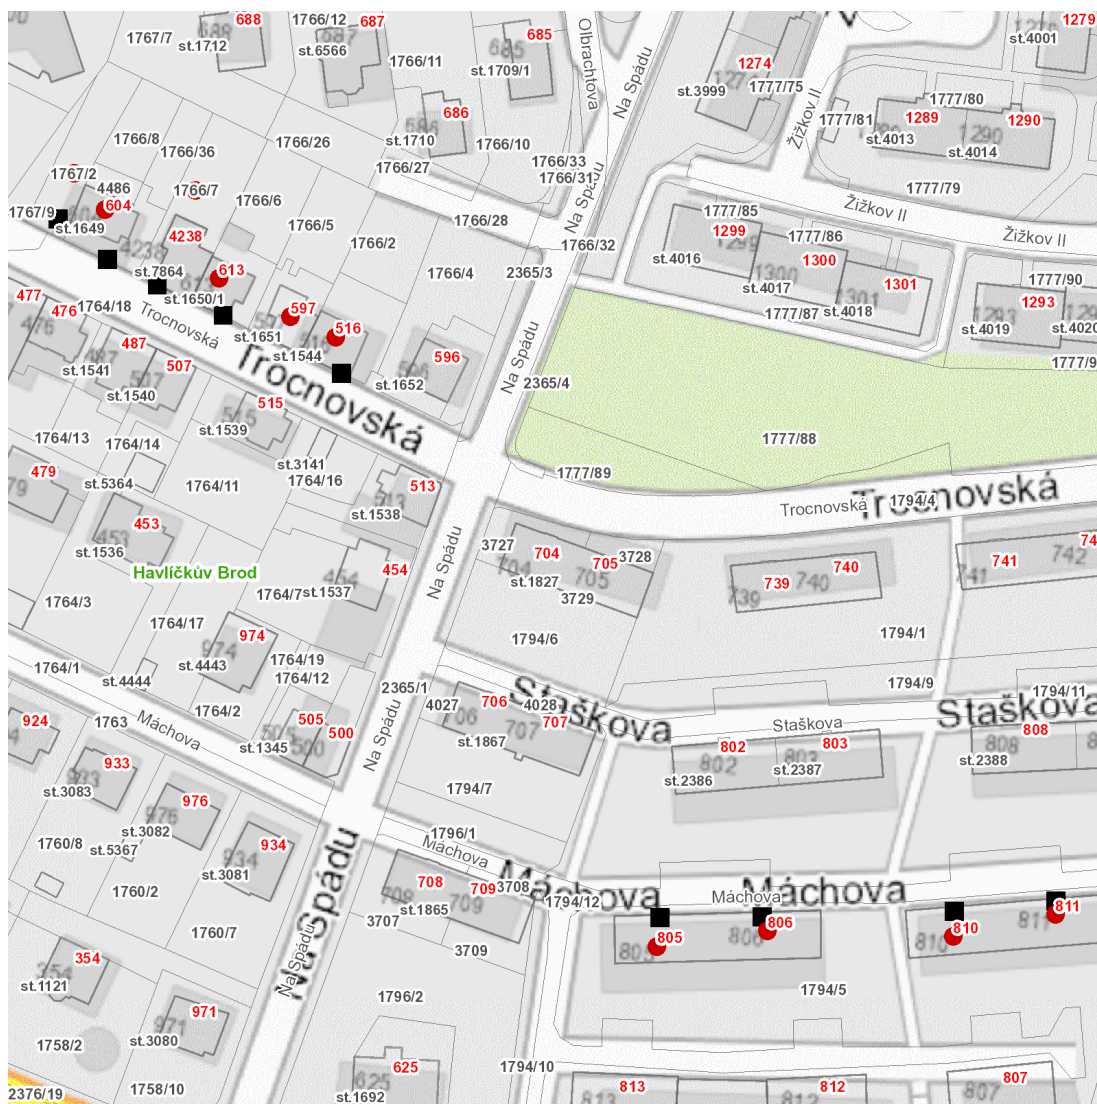 688
1766/12
687
685
1279
1767/7
st.1712
st.6566
1766/11
st.1709/1
Olbrachtova
Na Spádu
1274
st.3999
1777/75
st.4001
686
st.1710
1766/10
Žižkov II
1777/80
1777/81
1289
1290
st.4013
st.4014
1766/8
1766/36
1766/26
1766/27
1766/33
1766/31
Na Spádu
1767/2
4486
1766/7
1766/6
1777/79
1767/9
604
st.1649
1766/5
1766/28
1777/85
Žižkov II
4238
1766/2
1766/32
1299
1777/86
Žižkov II
st.4016
1300
st.7864
613
1766/4
2365/3
1301
1777/90
477
476
1764/18
st.1650/1
597
st.4017
st.4018
1777/87
1293
st.4019
st.4020
Trocnovská
st.1651
516
487
st.1544
596
Na Spádu
507
st.1541
st.1540
Trocnovská
st.1652
2365/4
1777/9
515
st.1539
1764/13
1764/14
1777/88
479
st.5364
st.3141
1764/16
1764/11
513
st.1538
1777/89
Trocnovská
Trocnovská
1794/4
453
st.1536
Na Spádu
3727
704
705
3728
st.1827
454
Havlíčkův Brod
739
740
741
742
1764/3
1764/7
st.1537
3729
1764/17
974
st.4443
1794/6
1794/1
1764/1
st.4444
1764/19
1764/12
1794/9
1794/11
2365/1
4027
706
4028
Staškova
924
1763
1764/2
505
500
707
Staškova
Staškova
Máchova
st.1345
Na Spádu
st.1867
802
803
808
933
st.3083
st.2386
st.2387
st.2388
976
st.3082
1794/7
934
1760/8
st.5367
st.3081
1796/1
Máchova
1760/2
708
709
3708
Máchova
Máchova
Máchova
1794/12
st.1865
Na Spádu
3707
805
806
810
811
1760/7
3709
354
st.1121
Na Spádu
1796/2
1794/5
971
1758/2
st.3080
1758/10
625
1794/10
2376/19
st.1692
813
812
807